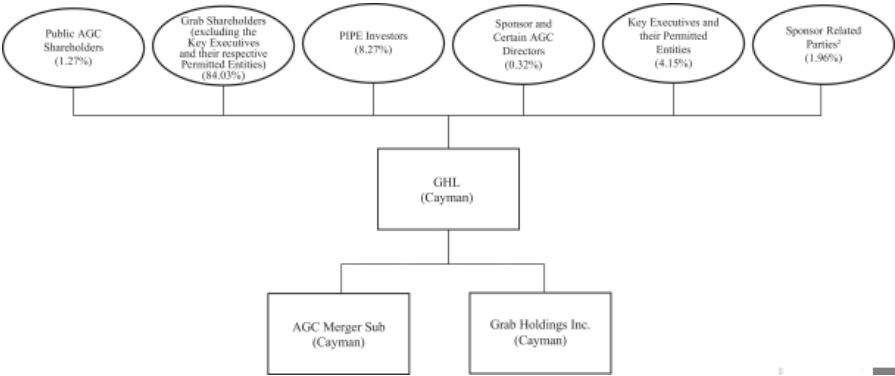 Public AGC
Shareholders
(1.27%)
Grab Shareholders
(excluding the
Key Executives
and their respective
Permitted Entities)
(84.03%)
PIPE Investors
(8.27%)
Sponsor and
Certain AGC
Directors
(0.32%)
Key Executives and
their Permitted
Entities
(4.15%)
Sponsor Related
Parties²
(1.96%)
GHL
(Cayman)
AGC Merger Sub
(Cayman)
Grab Holdings Inc.
(Cayman)